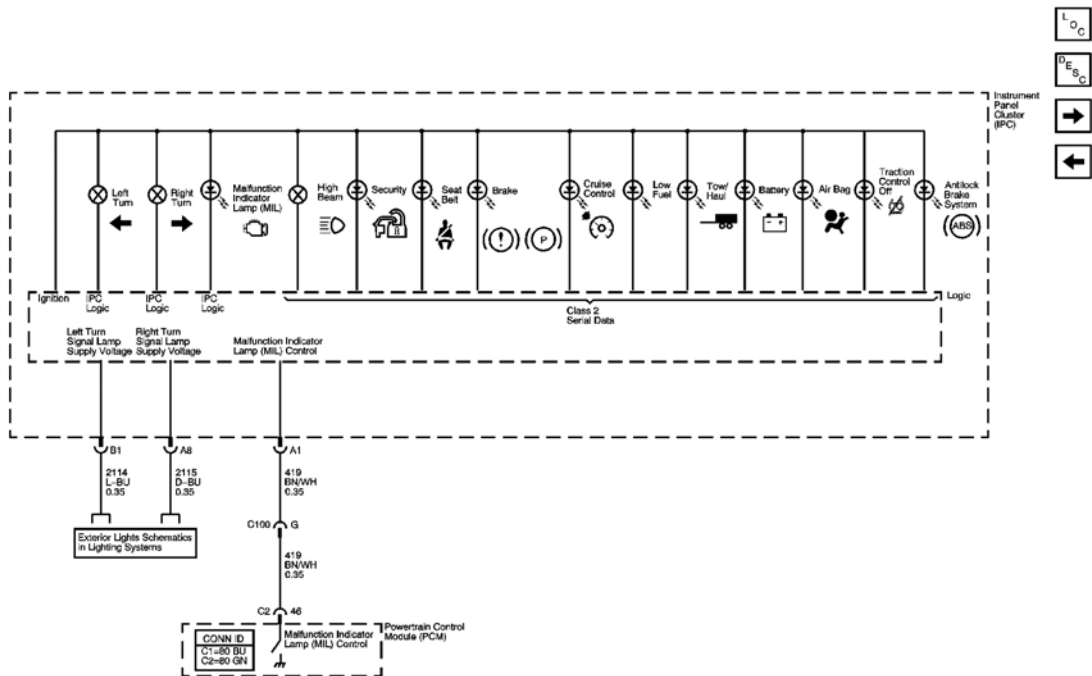 L
O
C
D
E
S
C
Instrument
Panel
Cluster
(IPC)
Left
Turn
Right
Turn
Malfunction
Indicator
Lamp (MIL)
High
Beam
Security
Seat
Belt
Brake
Cruise
Control
Low
Fuel
Tow/
Haul
Battery
Air Bag
Traction
Control
Off
Antilock
Brake
System
P
ABS
Ignition
IPC
Logic
IPC
Logic
IPC
Logic
Class 2
Serial Data
Logic
Left Turn
Signal Lamp
Supply Voltage
Right Turn
Signal Lamp
Supply Voltage
Malfunction Indicator
Lamp (MIL) Control
B1
A8
A1
2114
L-BU
0.35
2115
D-BU
0.35
419
BN/WH
0.35
Exterior Lights Schematics
in Lighting Systems
C100
G
419
BN/WH
0.35
C2
46
CONN ID
C1=80 BU
C2=80 GN
Malfunction Indicator
Lamp (MIL) Control
Powertrain Control
Module (PCM)